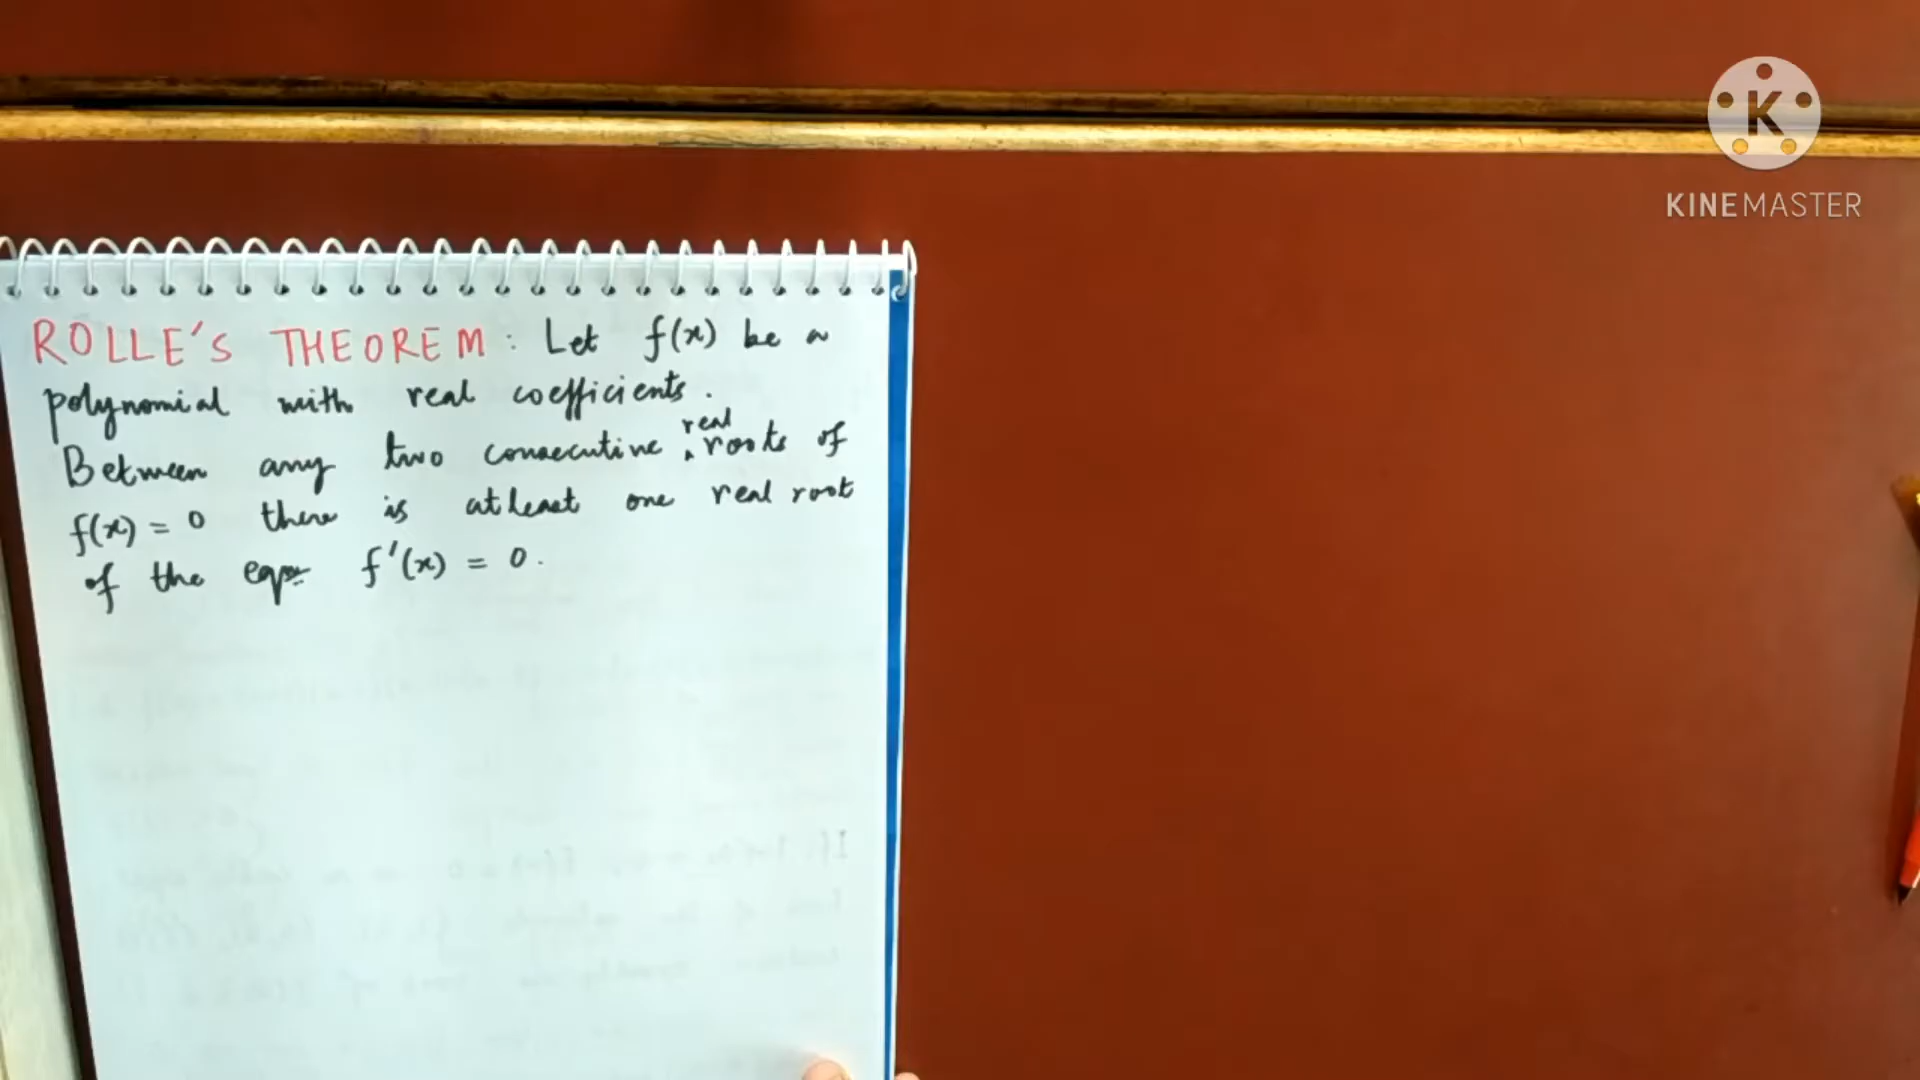 K
KINEMASTER
ROLLE'S THEOREM : Let f(x) be a
polynomial with real coefficients.
Between any two consecutive real roots of
f(x) = 0 there is atleast one real root
of the eqn f'(x) = 0.